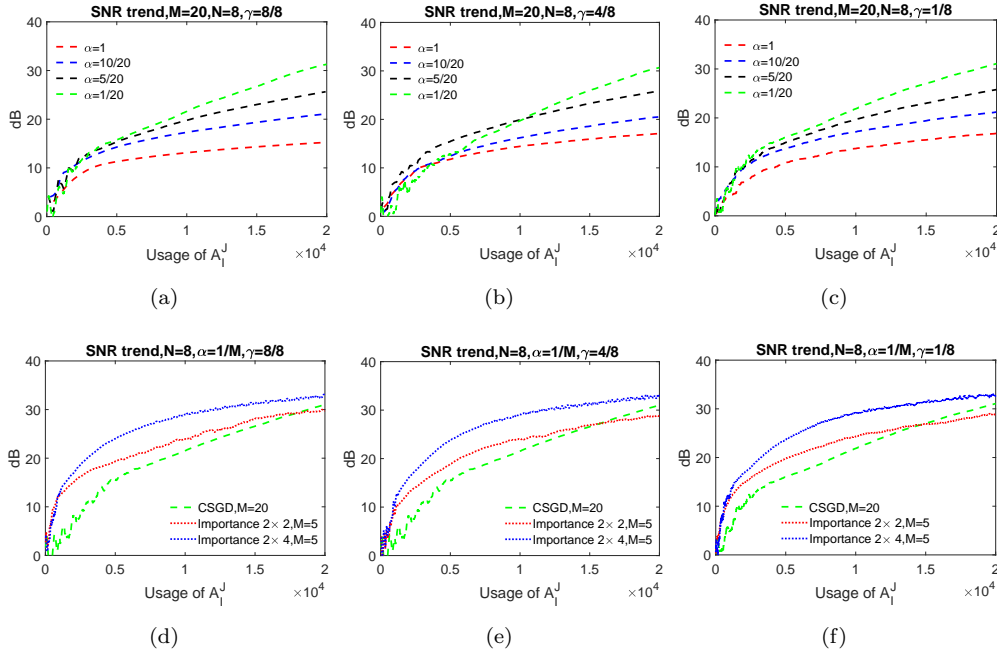 SNR trend,M=20,N=8,γ=8/8
40
30
20
10
0
dB
α=1
α=10/20
α=5/20
α=1/20
0 0.5 1 1.5 2
Usage of A_I^J
×10^4
(a)
SNR trend,M=20,N=8,γ=4/8
40
30
20
10
0
dB
α=1
α=10/20
α=5/20
α=1/20
0 0.5 1 1.5 2
Usage of A_I^J
×10^4
(b)
SNR trend,M=20,N=8,γ=1/8
40
30
20
10
0
dB
α=1
α=10/20
α=5/20
α=1/20
0 0.5 1 1.5 2
Usage of A_I^J
×10^4
(c)
SNR trend,N=8,α=1/M,γ=8/8
40
30
20
10
0
dB
CSGD,M=20
Importance 2× 2,M=5
Importance 2× 4,M=5
0 0.5 1 1.5 2
Usage of A_I^J
×10^4
(d)
SNR trend,N=8,α=1/M,γ=4/8
40
30
20
10
0
dB
CSGD,M=20
Importance 2× 2,M=5
Importance 2× 4,M=5
0 0.5 1 1.5 2
Usage of A_I^J
×10^4
(e)
SNR trend,N=8,α=1/M,γ=1/8
40
30
20
10
0
dB
CSGD,M=20
Importance 2× 2,M=5
Importance 2× 4,M=5
0 0.5 1 1.5 2
Usage of A_I^J
×10^4
(f)